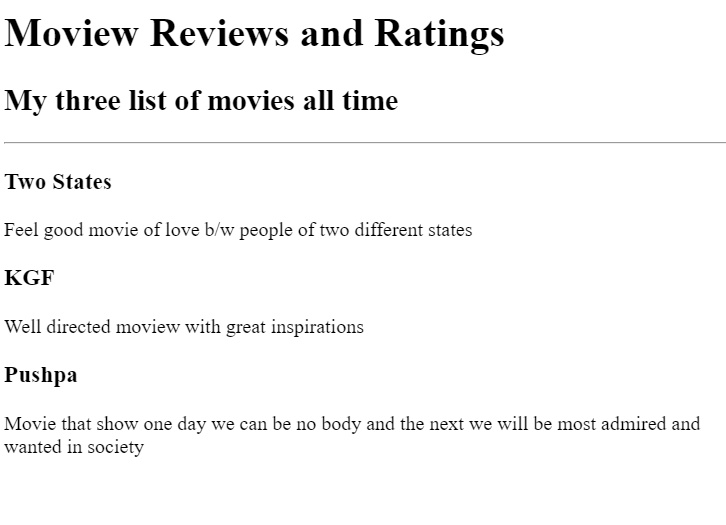 Moview Reviews and Ratings
My three list of movies all time
Two States
Feel good movie of love b/w people of two different states
KGF
Well directed moview with great inspirations
Pushpa
Movie that show one day we can be no body and the next we will be most admired and
wanted in society